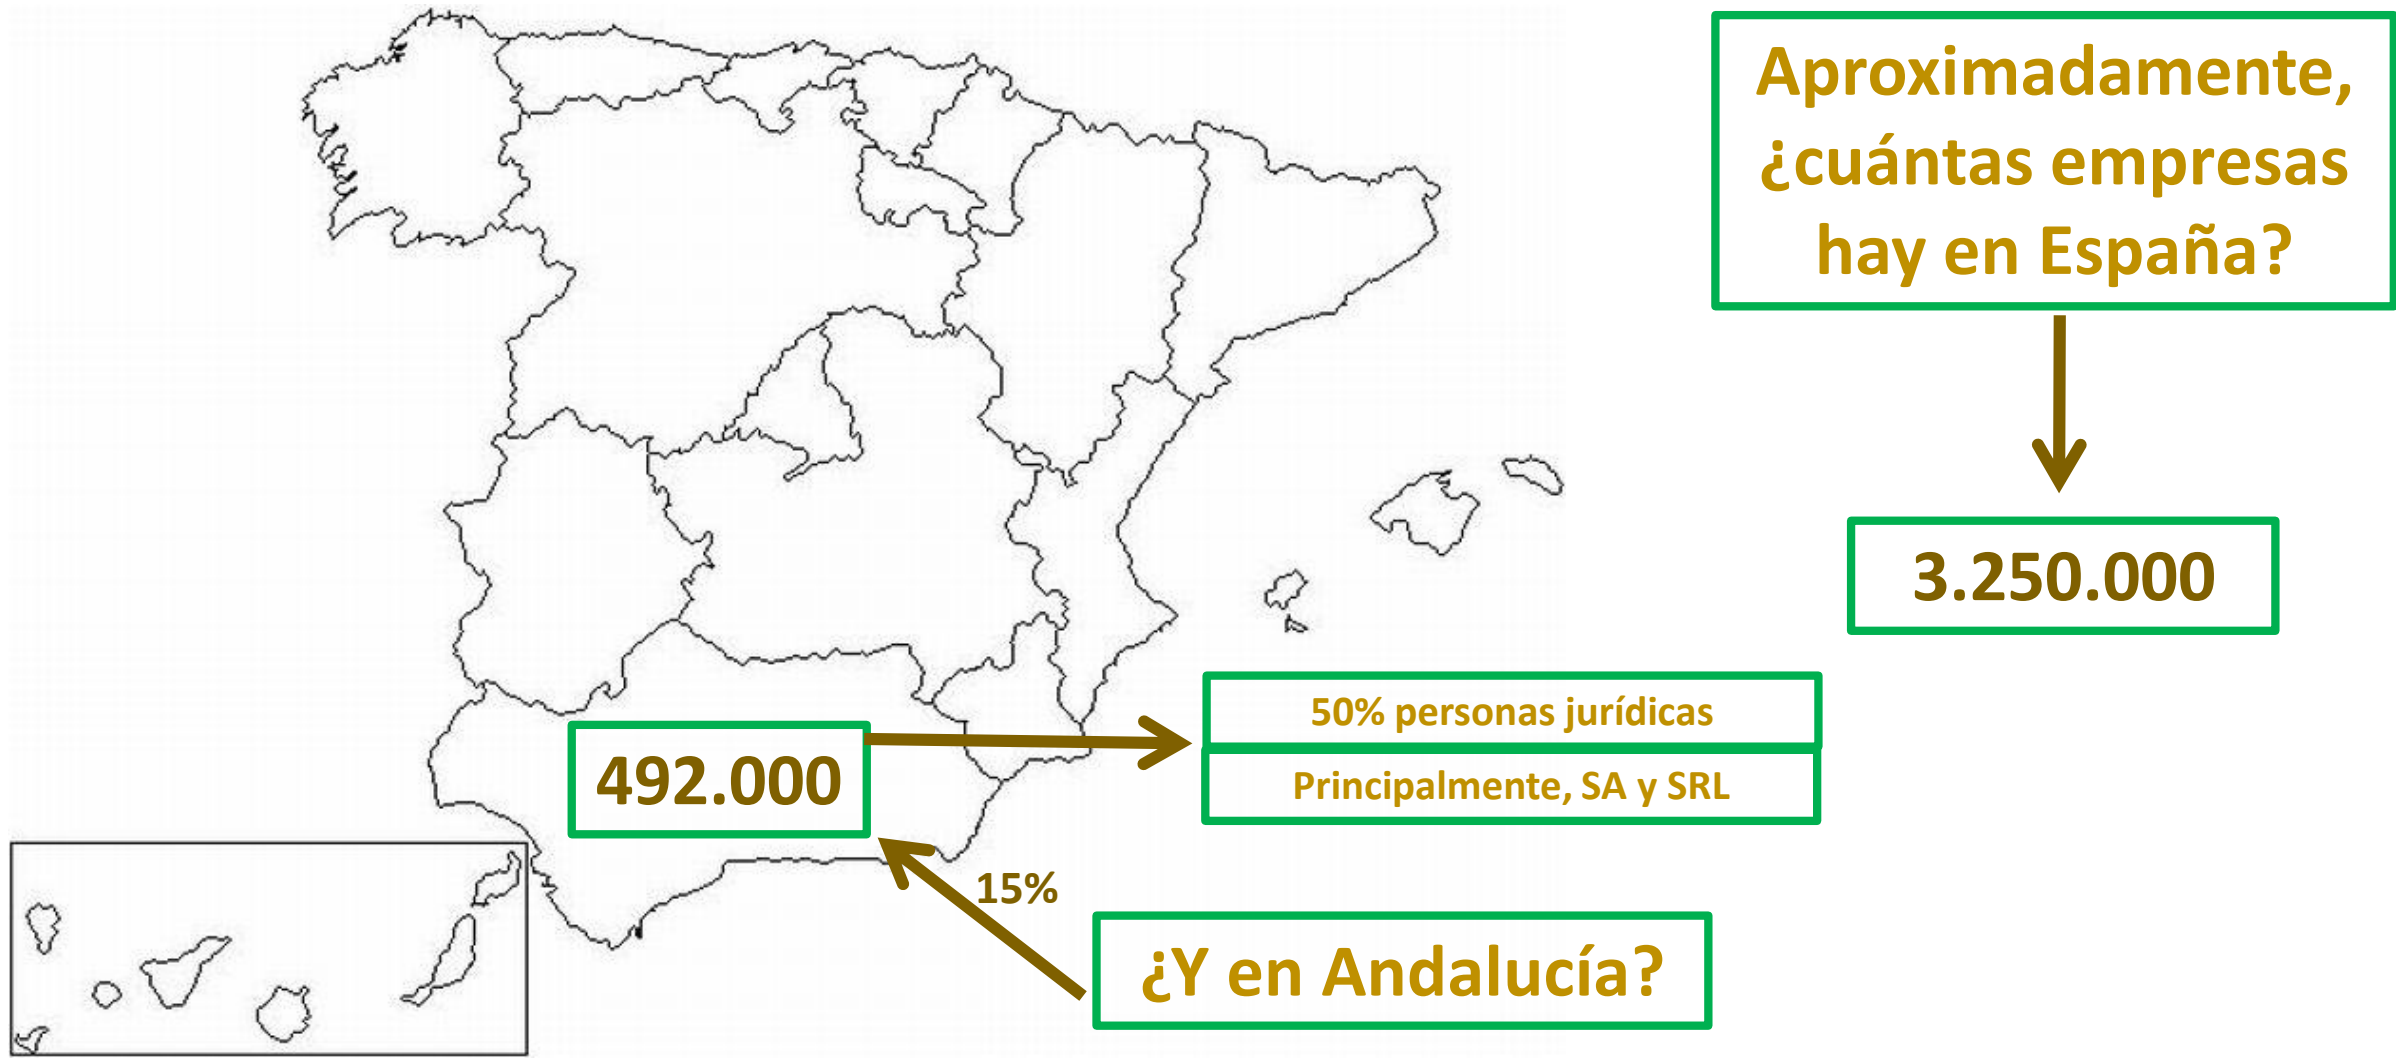 Aproximadamente,
¿cuántas empresas
hay en España?
3.250.000
50% personas jurídicas
Principalmente, SA y SRL
492.000
15%
¿Y en Andalucía?